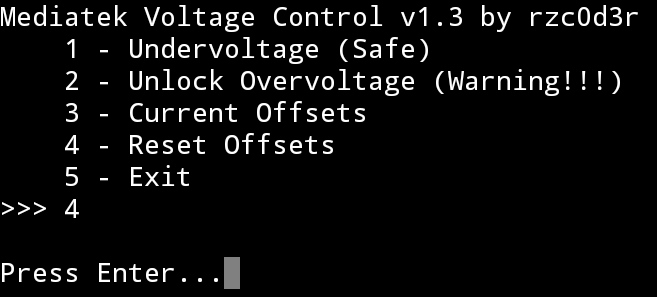 Mediatek Voltage Control v1.3 by rzc0d3r
1 - Undervoltage (Safe)
2 - Unlock Overvoltage (Warning!!!)
3 - Current Offsets
4 - Reset Offsets
5 - Exit
>>> 4
Press Enter...